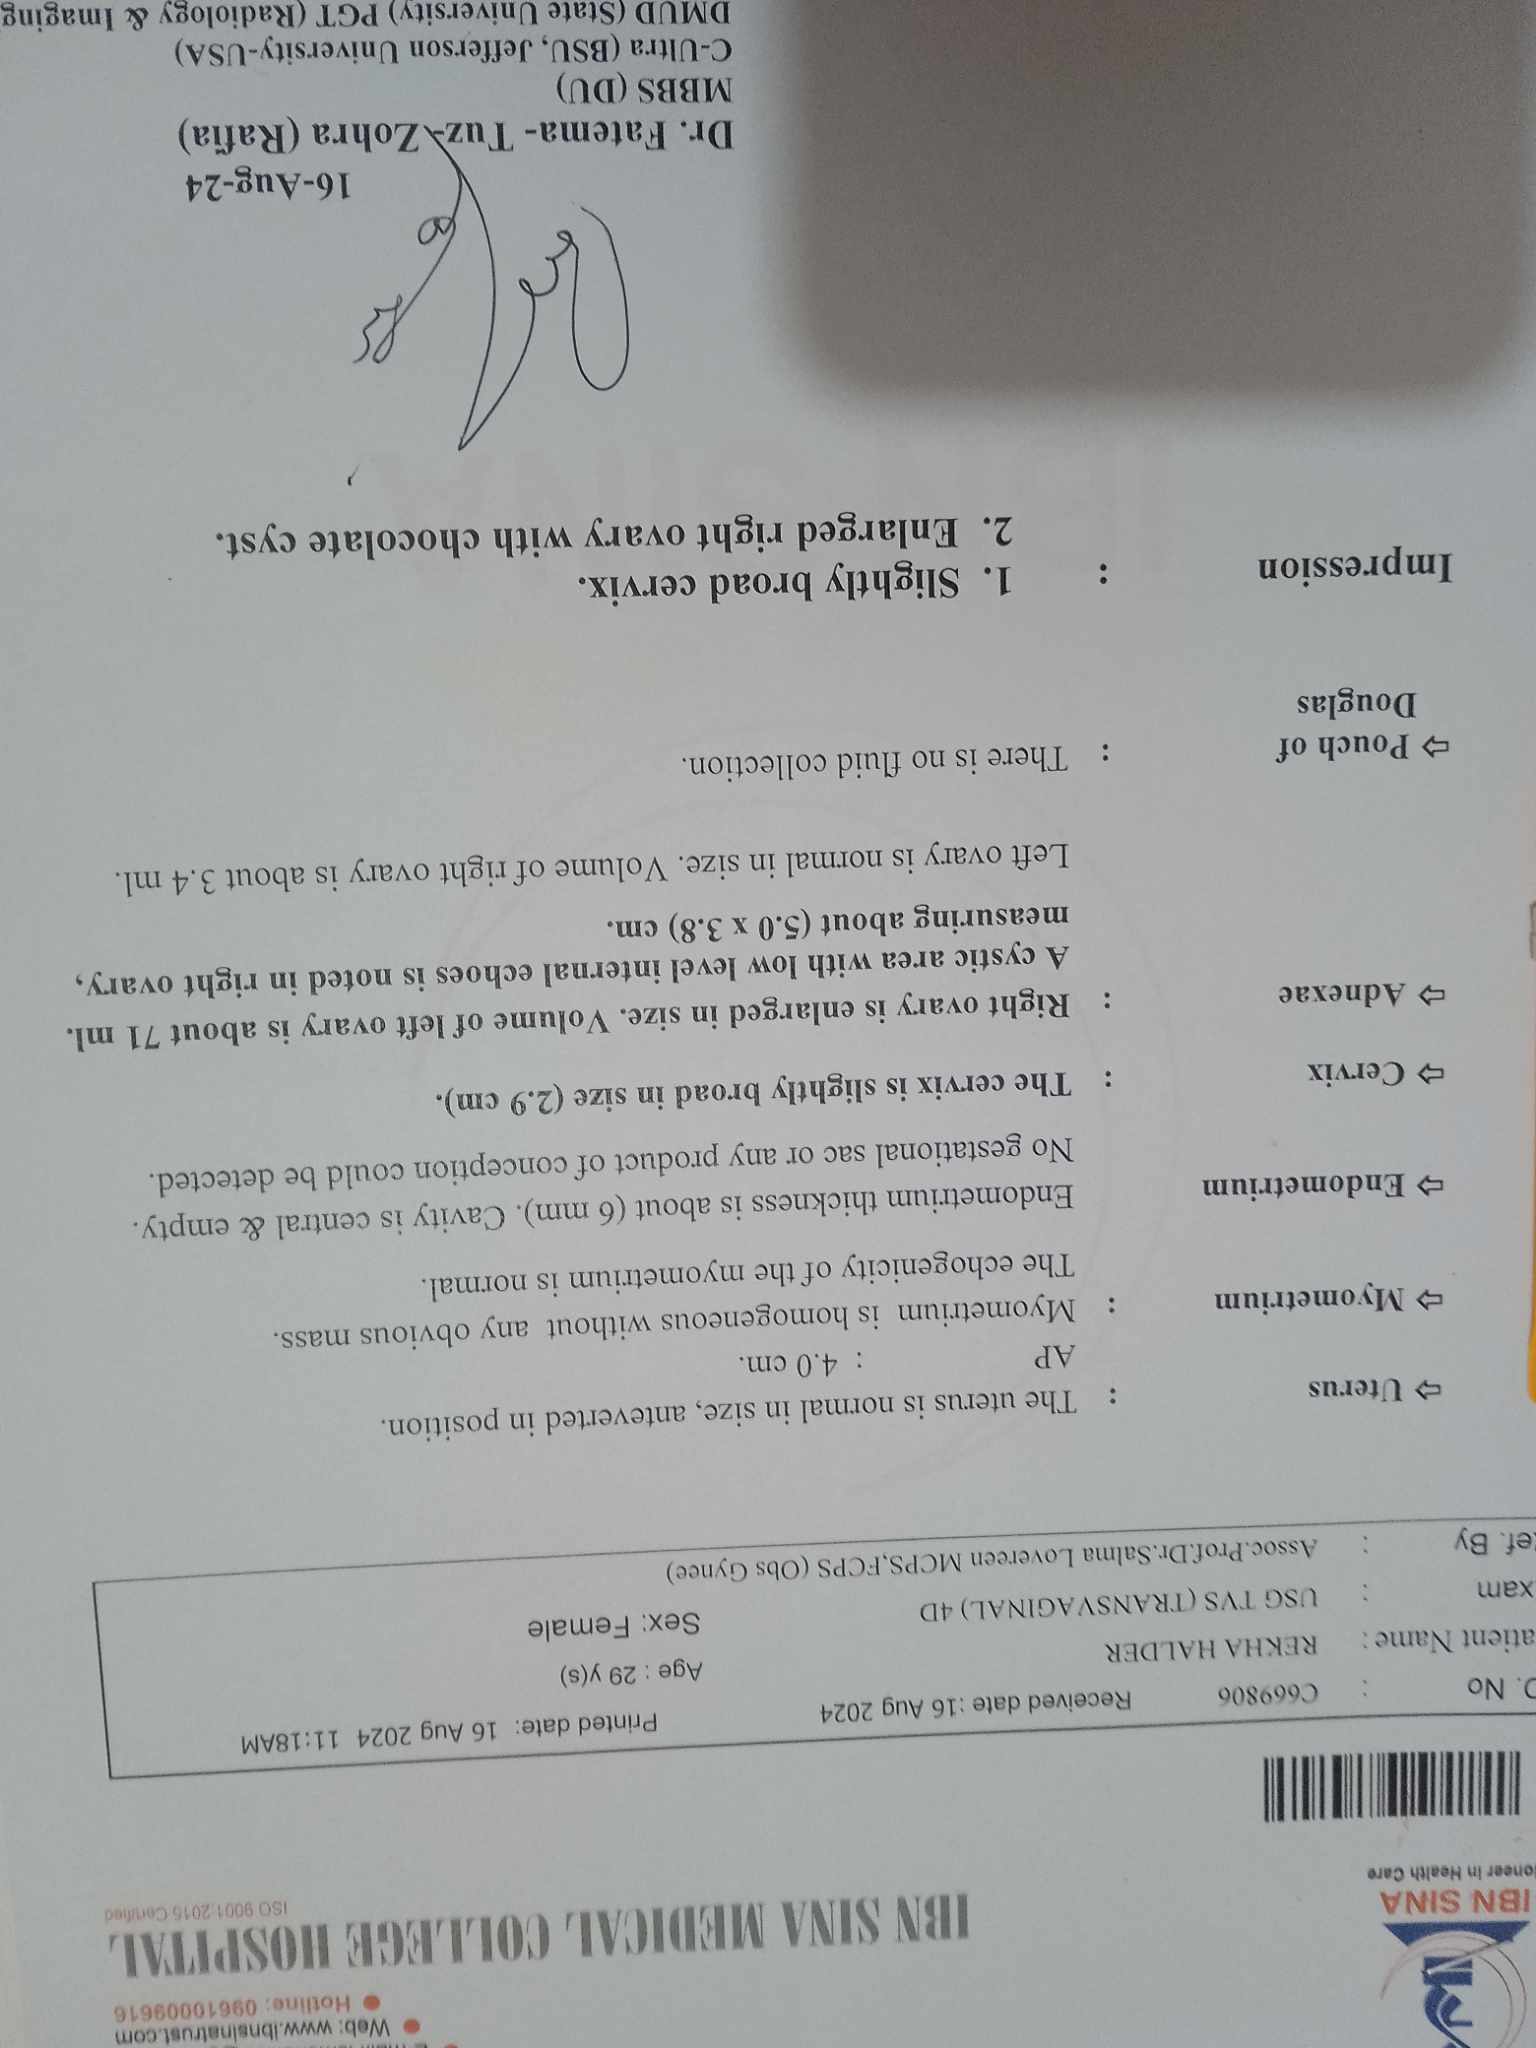 Web: www.ibnsinatrust.com
Hotline: 09610009616
IBN SINA MEDICAL COLLEGE HOSPITAL
ISO 9001:2015 Certified
IBN SINA
ioneer in Health Care
D. No : C669806 Received date :16 Aug 2024 Printed date: 16 Aug 2024 11:18AM
atient Name : REKHA HALDER Age : 29 y(s)
xam : USG TVS (TRANSVAGINAL) 4D Sex: Female
ef. By : Assoc.Prof.Dr.Salma Lovereen MCPS,FCPS (Obs Gynee)
⇨ Uterus : The uterus is normal in size, anteverted in position.
AP : 4.0 cm.
⇨ Myometrium : Myometrium is homogeneous without any obvious mass.
The echogenicity of the myometrium is normal.
⇨ Endometrium Endometrium thickness is about (6 mm). Cavity is central & empty.
No gestational sac or any product of conception could be detected.
⇨ Cervix : The cervix is slightly broad in size (2.9 cm).
⇨ Adnexae : Right ovary is enlarged in size. Volume of left ovary is about 71 ml.
A cystic area with low level internal echoes is noted in right ovary,
measuring about (5.0 x 3.8) cm.
Left ovary is normal in size. Volume of right ovary is about 3.4 ml.
⇨ Pouch of : There is no fluid collection.
Douglas
Impression : 1. Slightly broad cervix.
2. Enlarged right ovary with chocolate cyst.
16-Aug-24
Dr. Fatema- Tuz- Zohra (Rafia)
MBBS (DU)
C-Ultra (BSU, Jefferson University-USA)
DMUD (State University) PGT (Radiology & Imaging